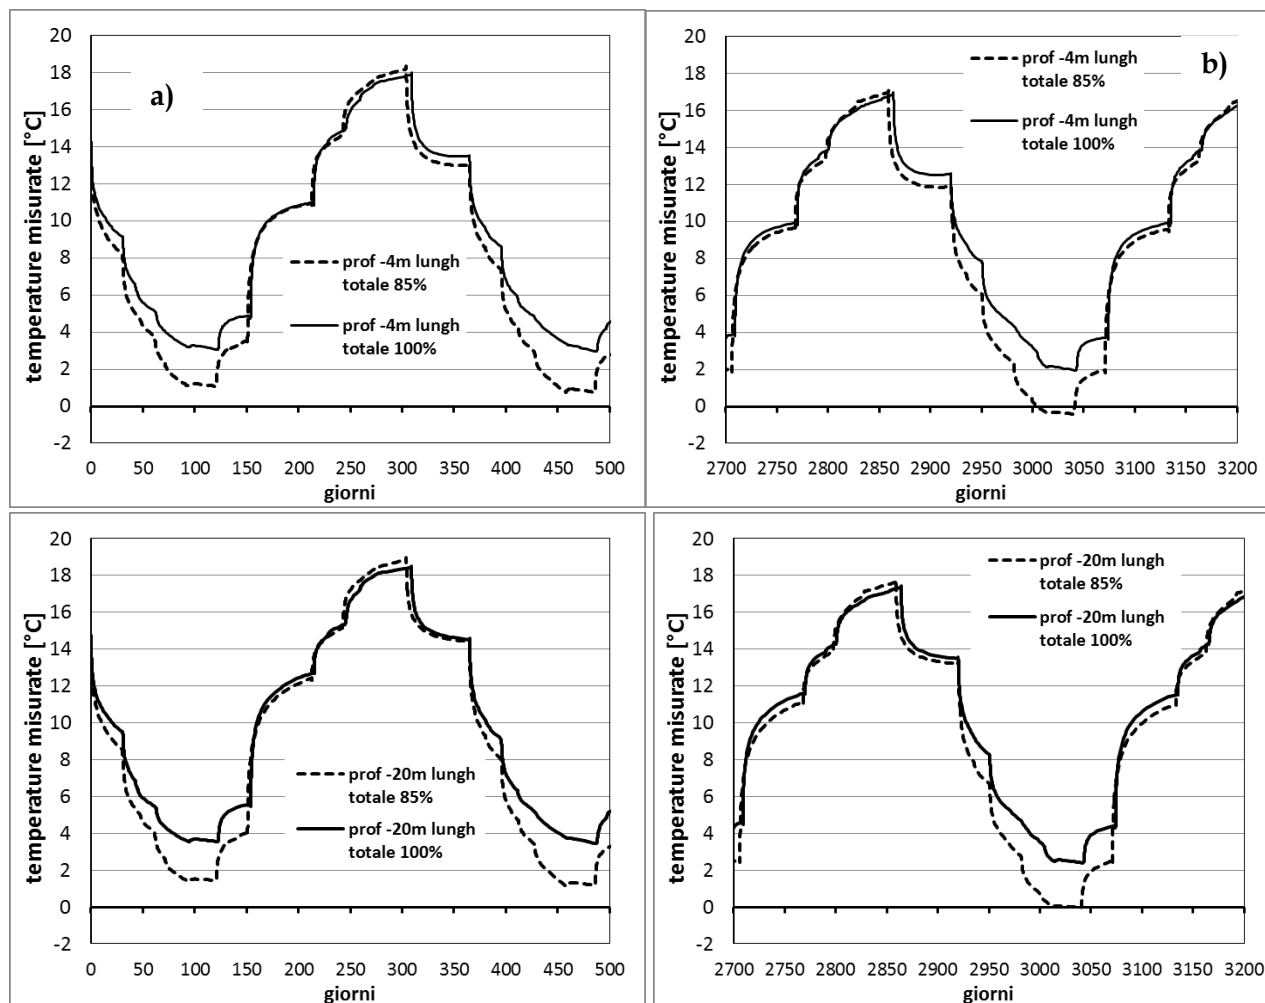 a)
temperature misurate [°C]
20
18
16
14
12
10
8
6
4
2
0
-2
prof -4m lungh
totale 85%
prof -4m lungh
totale 100%
0 50 100 150 200 250 300 350 400 450 500
giorni
b)
temperature misurate [°C]
20
18
16
14
12
10
8
6
4
2
0
-2
prof -4m lungh
totale 85%
prof -4m lungh
totale 100%
2700 2750 2800 2850 2900 2950 3000 3050 3100 3150 3200
giorni
temperature misurate [°C]
20
18
16
14
12
10
8
6
4
2
0
-2
prof -20m lungh
totale 85%
prof -20m lungh
totale 100%
0 50 100 150 200 250 300 350 400 450 500
giorni
temperature misurate [°C]
20
18
16
14
12
10
8
6
4
2
0
-2
prof -20m lungh
totale 85%
prof -20m lungh
totale 100%
2700 2750 2800 2850 2900 2950 3000 3050 3100 3150 3200
giorni